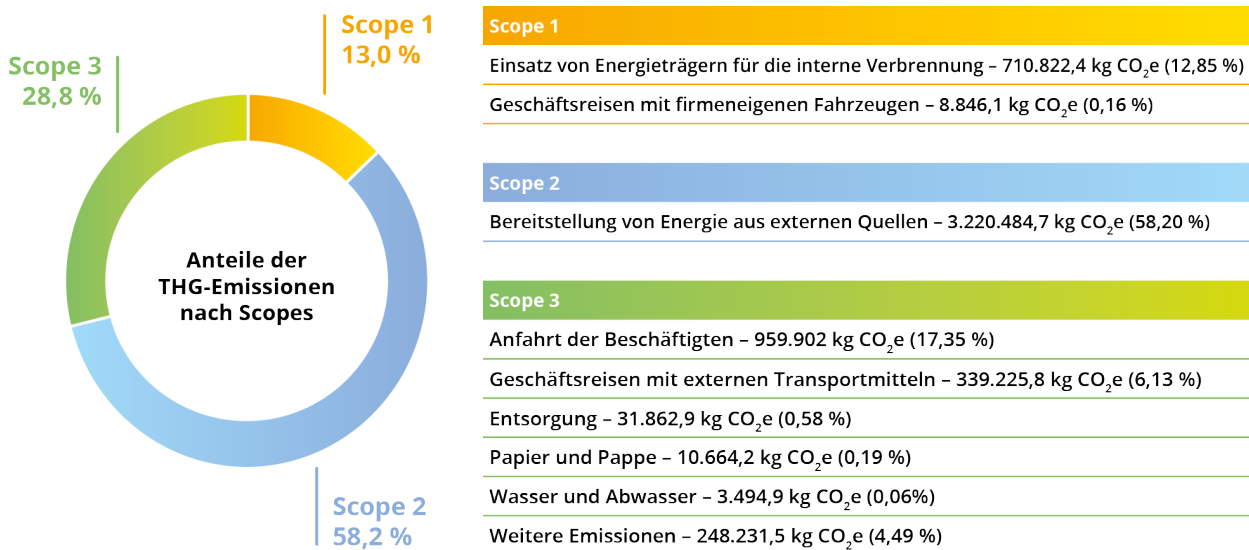 Scope 1
13,0 %
Scope 3
28,8 %
Anteile der
THG-Emissionen
nach Scopes
Scope 2
58,2 %
Scope 1
Einsatz von Energieträgern für die interne Verbrennung – 710.822,4 kg CO₂e (12,85 %)
Geschäftsreisen mit firmeneigenen Fahrzeugen – 8.846,1 kg CO₂e (0,16 %)
Scope 2
Bereitstellung von Energie aus externen Quellen – 3.220.484,7 kg CO₂e (58,20 %)
Scope 3
Anfahrt der Beschäftigten – 959.902 kg CO₂e (17,35 %)
Geschäftsreisen mit externen Transportmitteln – 339.225,8 kg CO₂e (6,13 %)
Entsorgung – 31.862,9 kg CO₂e (0,58 %)
Papier und Pappe – 10.664,2 kg CO₂e (0,19 %)
Wasser und Abwasser – 3.494,9 kg CO₂e (0,06%)
Weitere Emissionen – 248.231,5 kg CO₂e (4,49 %)